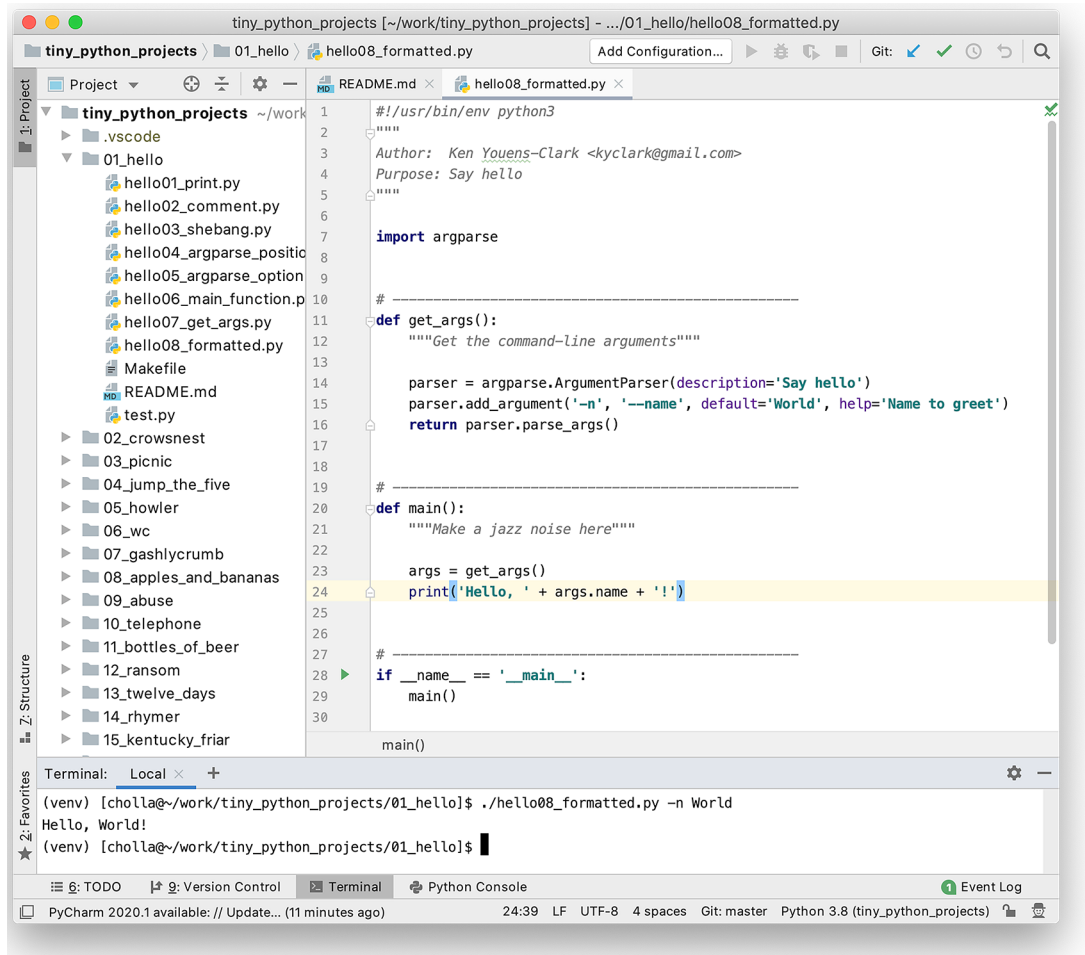 tiny_python_projects [~/work/tiny_python_projects] - .../01_hello/hello08_formatted.py
tiny_python_projects 01_hello hello08_formatted.py Add Configuration... Git:
1: Project
Project
README.md hello08_formatted.py
tiny_python_projects ~/work
.vscode
01_hello
hello01_print.py
hello02_comment.py
hello03_shebang.py
hello04_argparse_positio
hello05_argparse_option
hello06_main_function.p
hello07_get_args.py
hello08_formatted.py
Makefile
MD README.md
test.py
02_crowsnest
03_picnic
04_jump_the_five
05_howler
06_wc
07_gashlycrumb
08_apples_and_bananas
09_abuse
10_telephone
11_bottles_of_beer
12_ransom
13_twelve_days
14_rhymer
15_kentucky_friar
1 #!/usr/bin/env python3
2 """
3 Author:  Ken Youens-Clark <kyclark@gmail.com>
4 Purpose: Say hello
5 """
6
7 import argparse
8
9
10 # --------------------------------------------------
11 def get_args():
12     """Get the command-line arguments"""
13
14     parser = argparse.ArgumentParser(description='Say hello')
15     parser.add_argument('-n', '--name', default='World', help='Name to greet')
16     return parser.parse_args()
17
18
19 # --------------------------------------------------
20 def main():
21     """Make a jazz noise here"""
22
23     args = get_args()
24     print('Hello, ' + args.name + '!')
25
26
27 # --------------------------------------------------
28 if __name__ == '__main__':
29     main()
30
main()
Z: Structure
2: Favorites
Terminal: Local
(venv) [cholla@~/work/tiny_python_projects/01_hello]$ ./hello08_formatted.py -n World
Hello, World!
(venv) [cholla@~/work/tiny_python_projects/01_hello]$
6: TODO 9: Version Control Terminal Python Console 1 Event Log
PyCharm 2020.1 available: // Update... (11 minutes ago) 24:39 LF UTF-8 4 spaces Git: master Python 3.8 (tiny_python_projects)